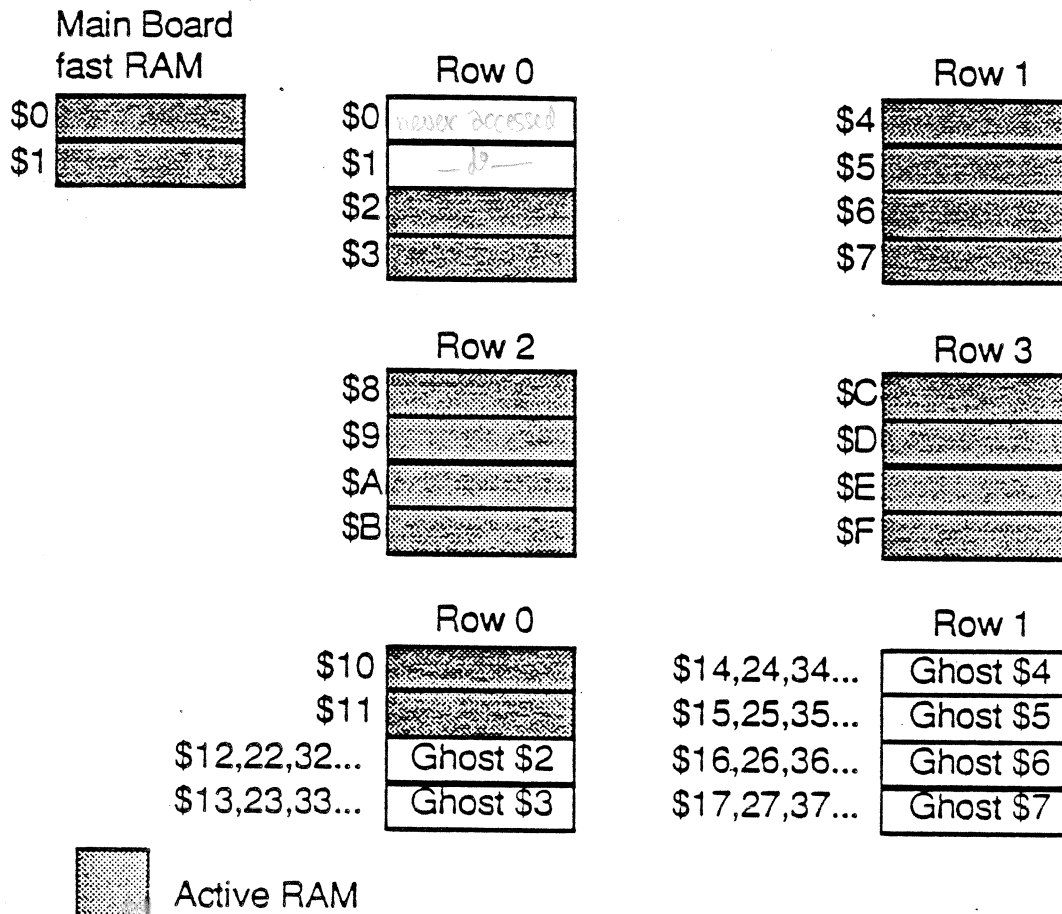 Main Board
fast RAM
$0
$1
Row 0
$0 never accessed
$1 —do—
$2
$3
Row 1
$4
$5
$6
$7
Row 2
$8
$9
$A
$B
Row 3
$C
$D
$E
$F
Row 0
$10
$11
$12,22,32... Ghost $2
$13,23,33... Ghost $3
Row 1
$14,24,34... Ghost $4
$15,25,35... Ghost $5
$16,26,36... Ghost $6
$17,27,37... Ghost $7
Active RAM